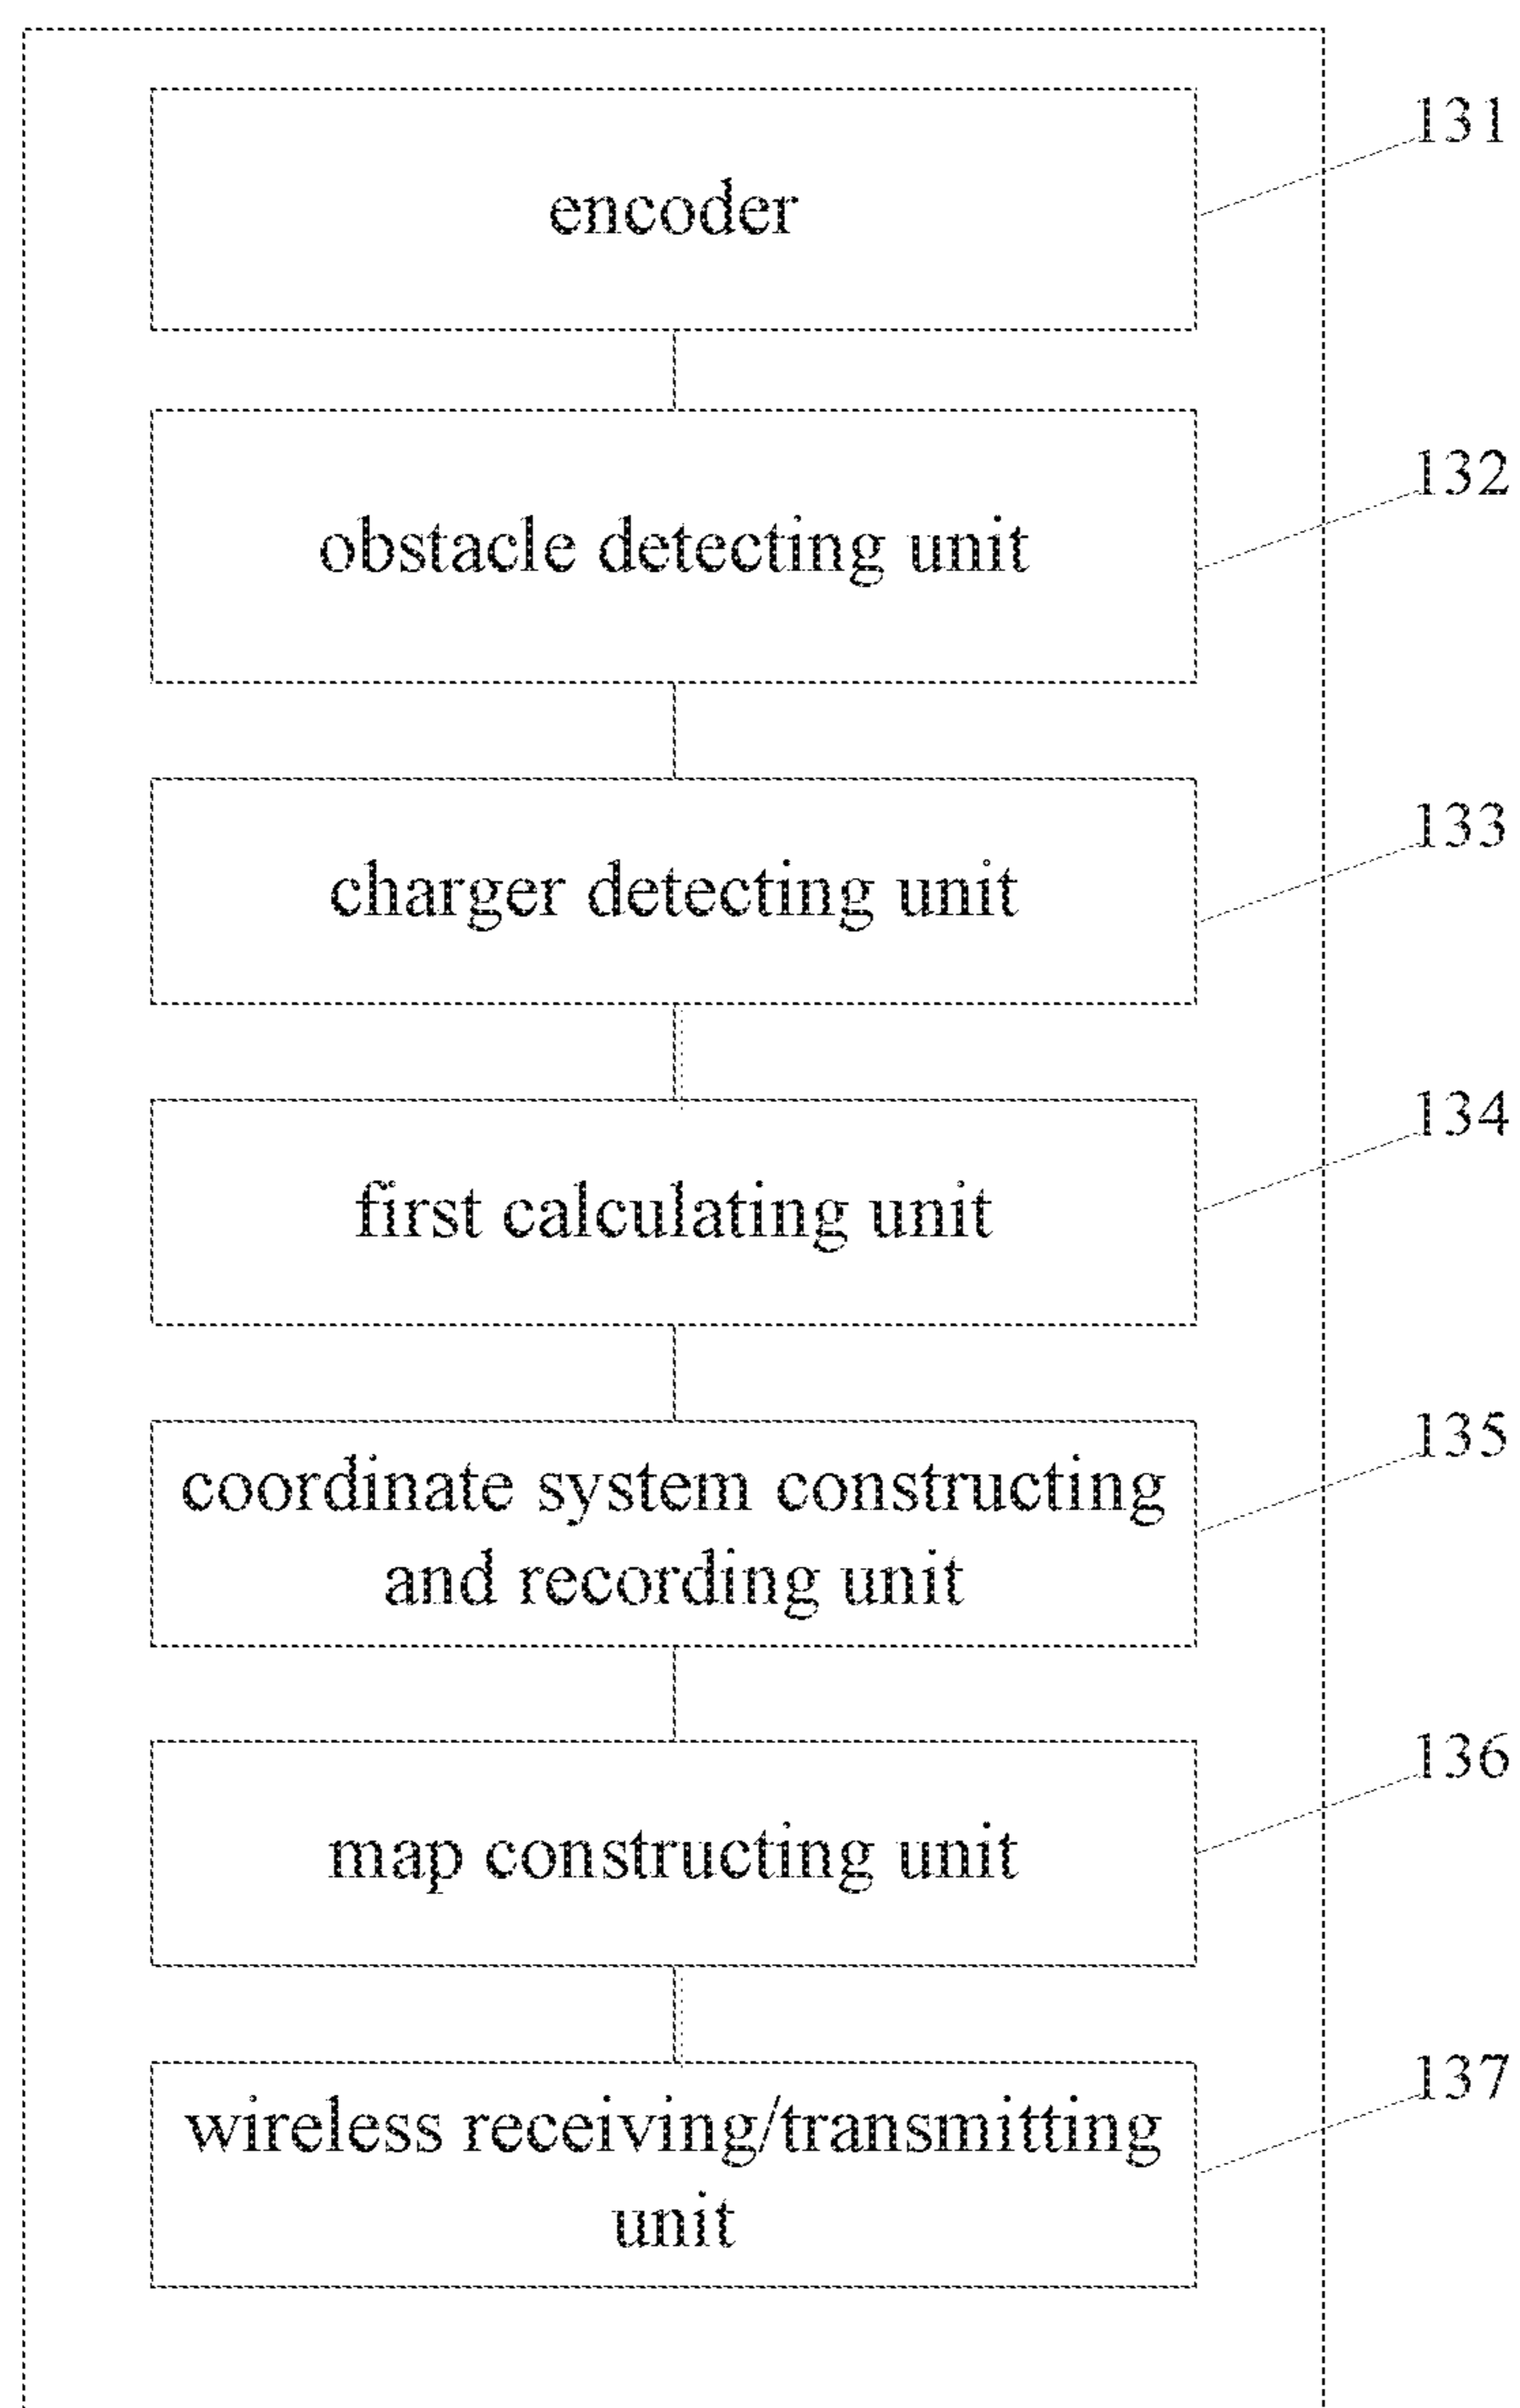 encoder
131
obstacle detecting unit
132
charger detecting unit
133
first calculating unit
134
coordinate system constructing
and recording unit
135
map constructing unit
136
wireless receiving/transmitting
unit
137